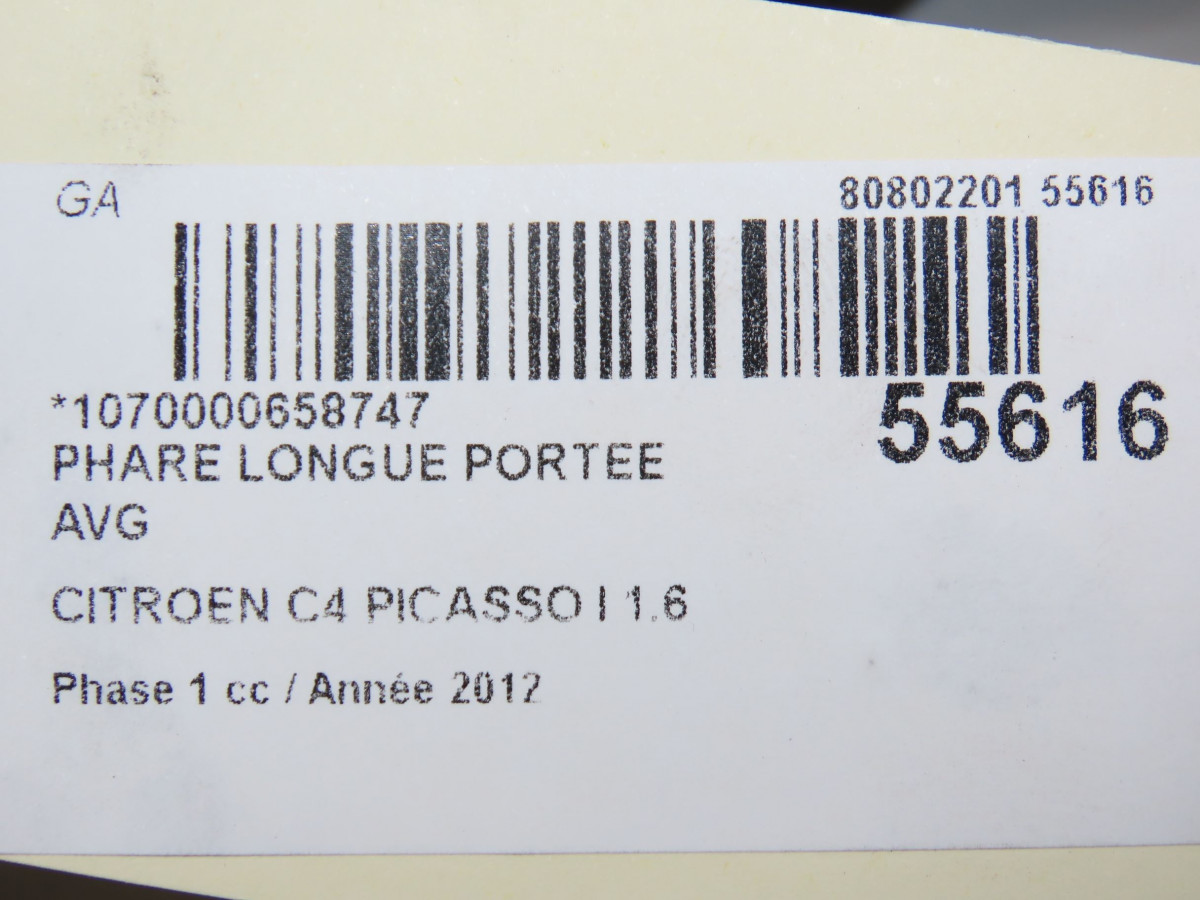 GA
80802201 55616
*1070000658747
55616
PHARE LONGUE PORTEE
AVG
CITROEN C4 PICASSO I 1.6
Phase 1 cc / Année 2012